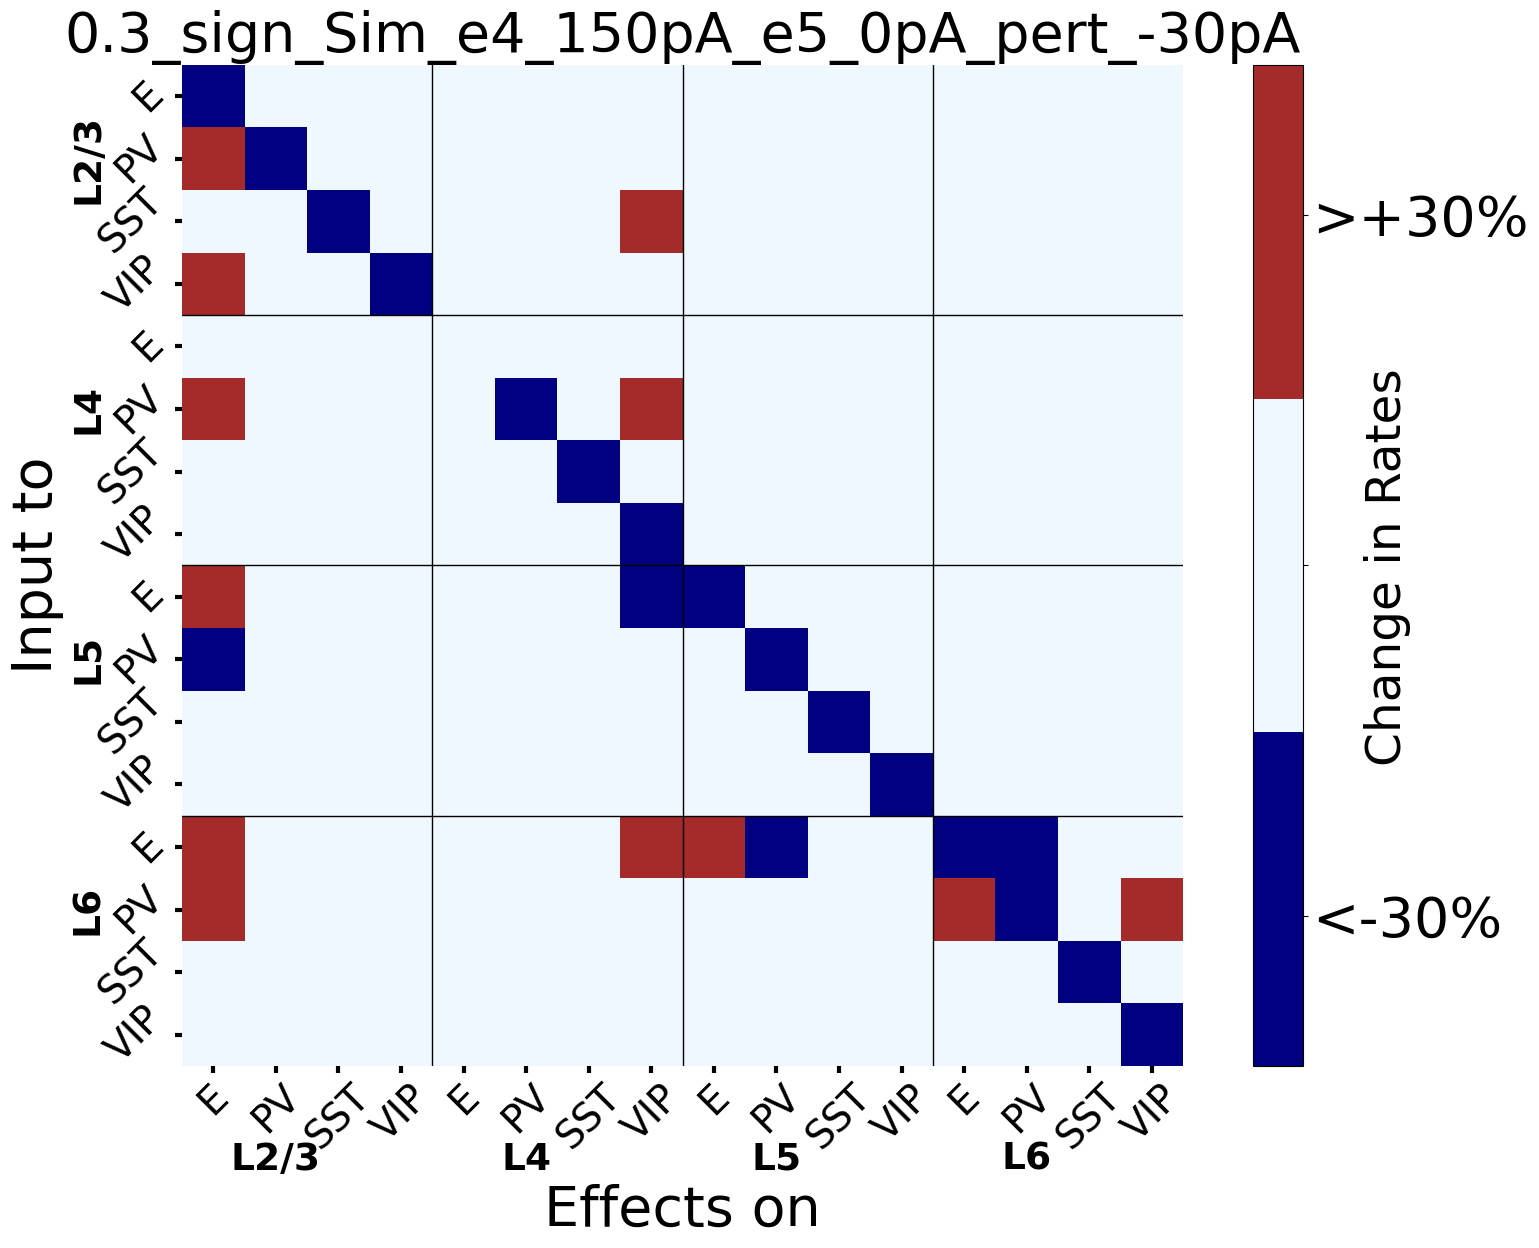 0.3_sign_Sim_e4_150pA_e5_0pA_pert_-30pA
Input to
L2/3
E
PV
SST
VIP
L4
E
PV
SST
VIP
L5
E
PV
SST
VIP
L6
E
PV
SST
VIP
E PV SST VIP E PV SST VIP E PV SST VIP E PV SST VIP
L2/3 L4 L5 L6
Effects on
>+30%
<-30%
Change in Rates